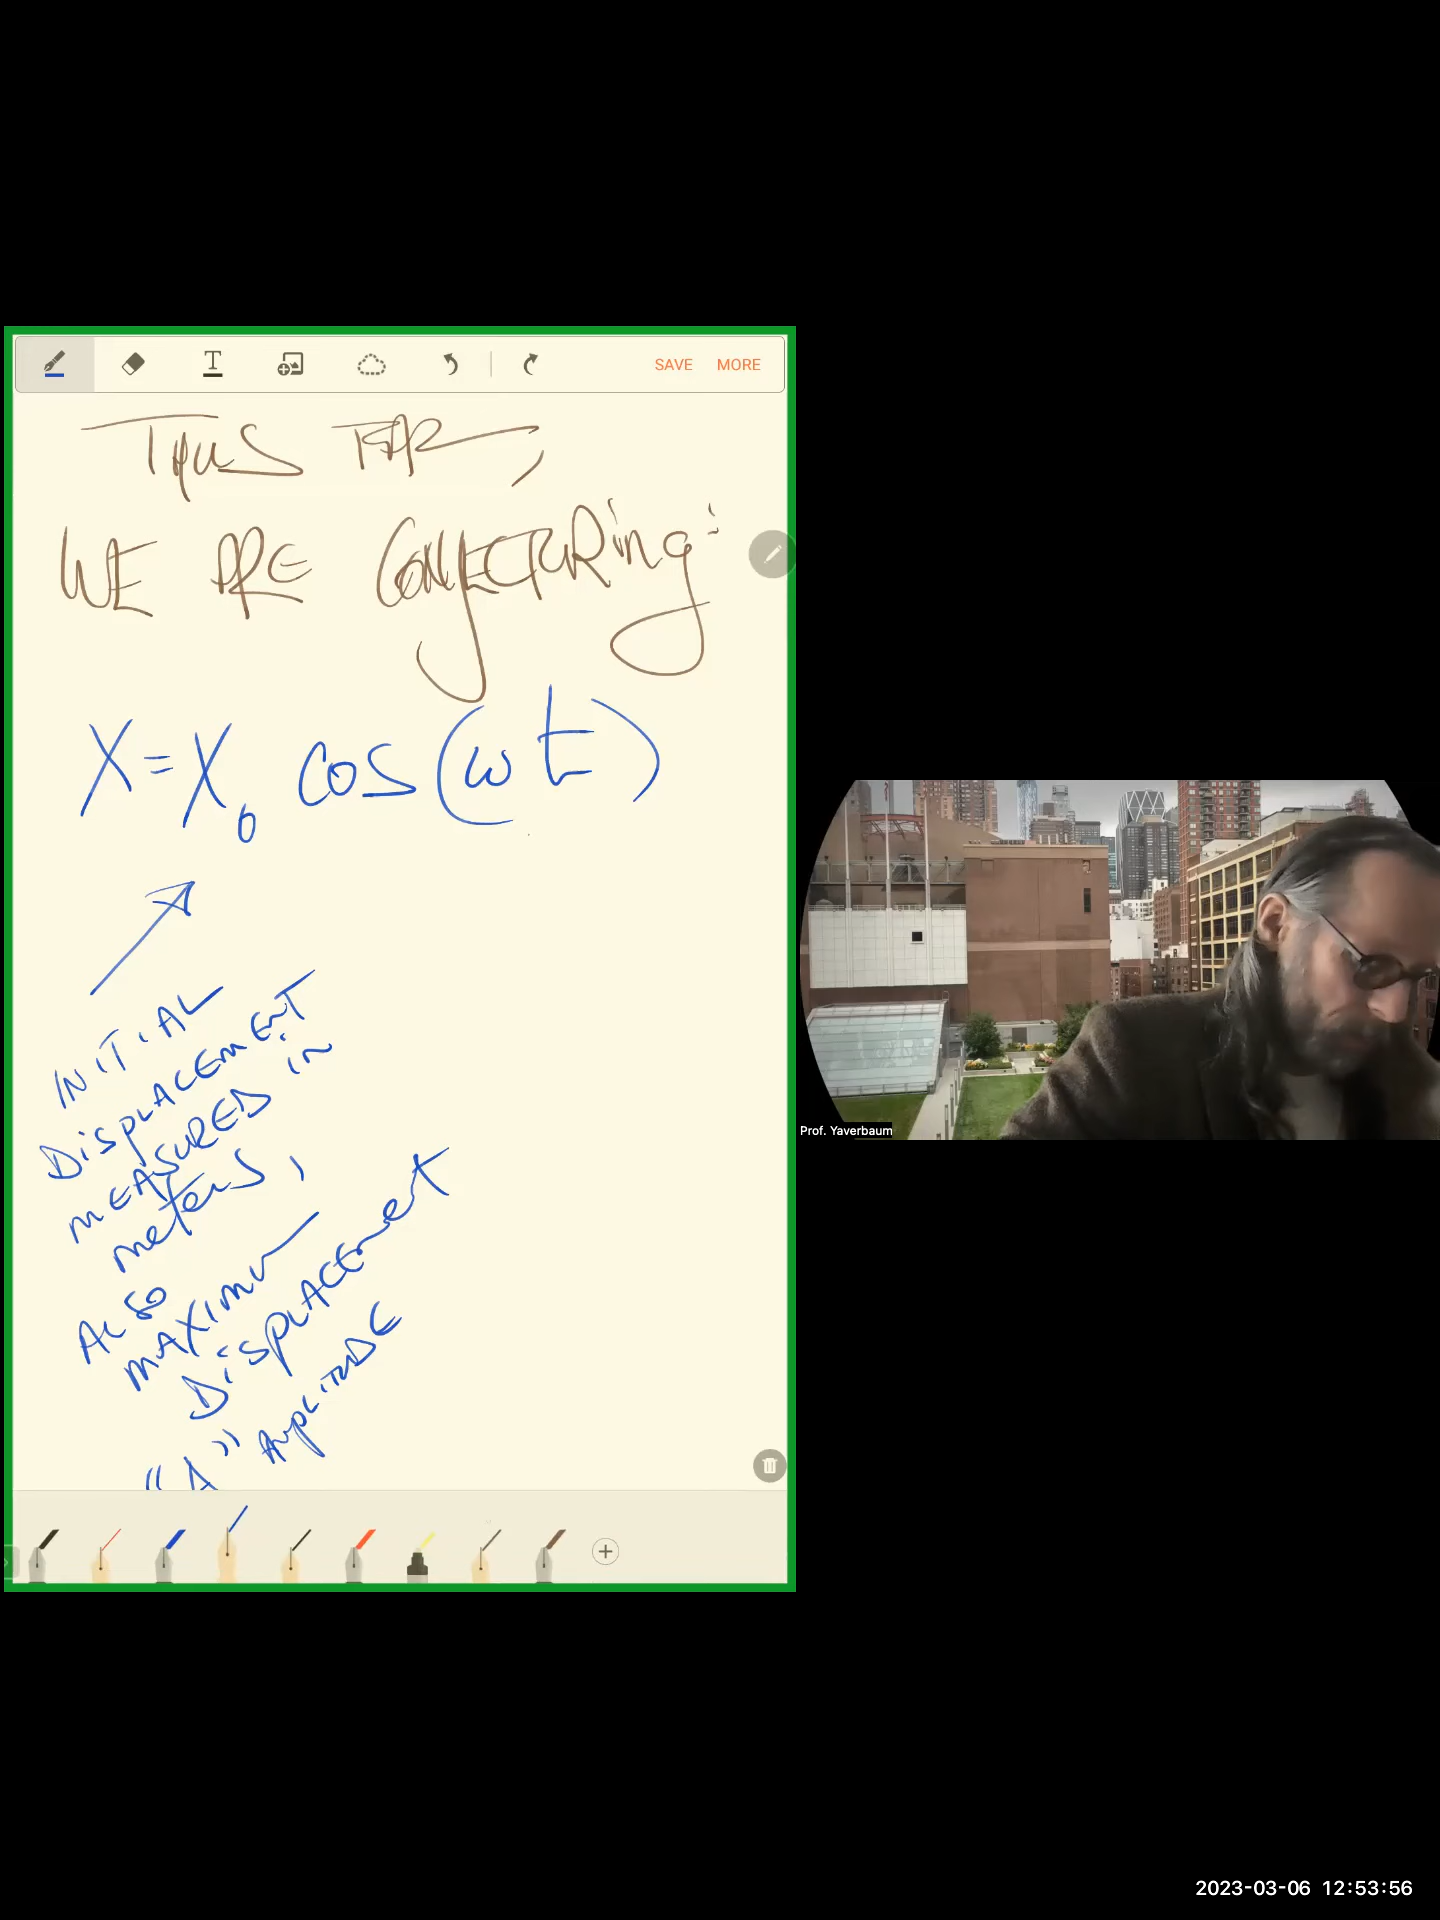 SAVE MORE
THUS FAR,
WE ARE CONJECTURing:
X = X₀ cos(ωt)
INITIAL
DisPLACEMENT
MEASURED in
meters,
ALSO
MAXIMUM
DisPLACEMENT
"A" AMPLITUDE
Prof. Yaverbaum
2023-03-06 12:53:56